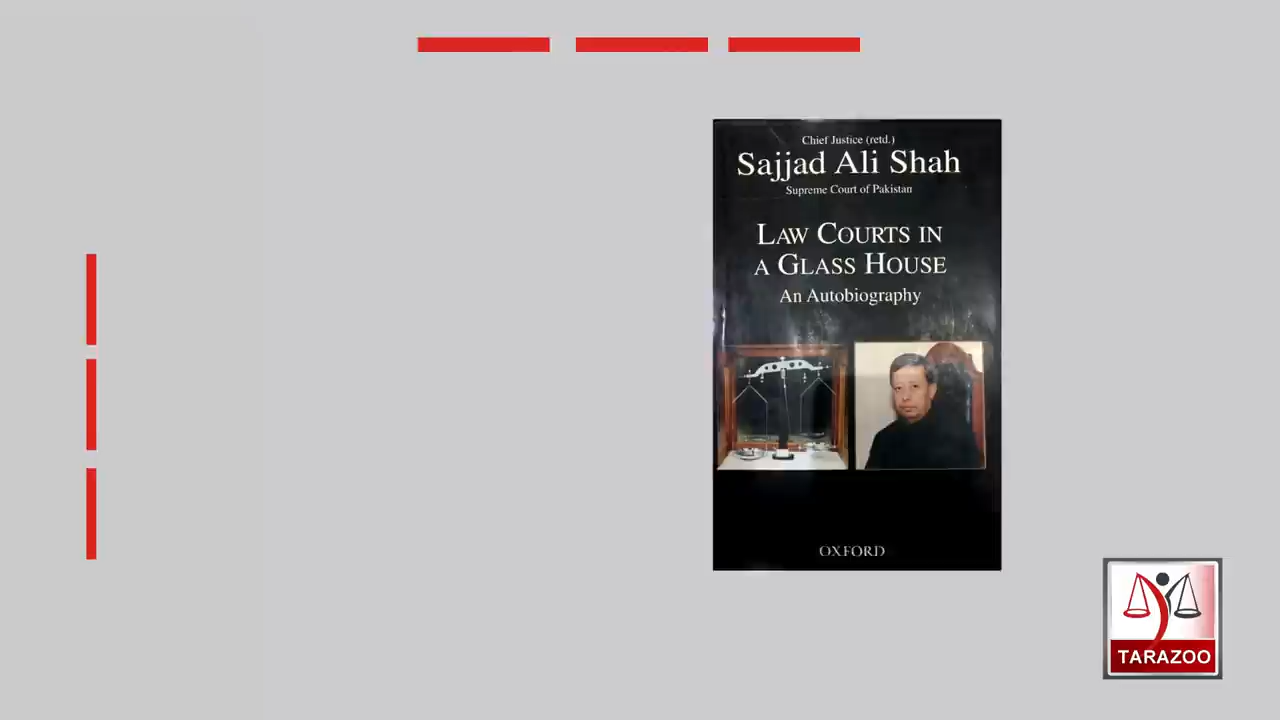 Chief Justice (retd.)
Sajjad Ali Shah
Supreme Court of Pakistan
LAW COURTS IN
A GLASS HOUSE
An Autobiography
OXFORD
TARAZOO